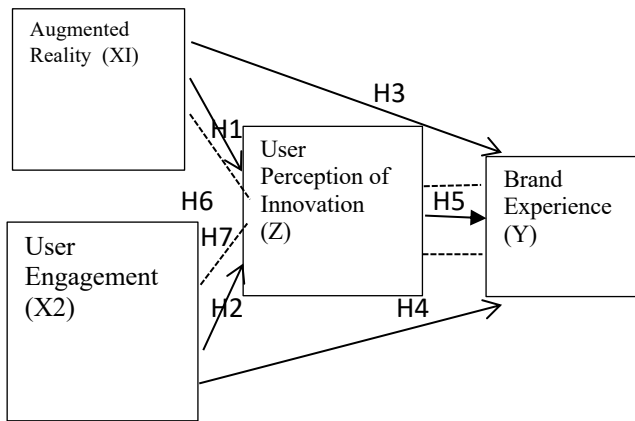 Augmented
Reality (XI)
H3
H1
User
Perception of
Innovation
(Z)
Brand
Experience
(Y)
H5
H6
H7
User
Engagement
(X2)
H2
H4